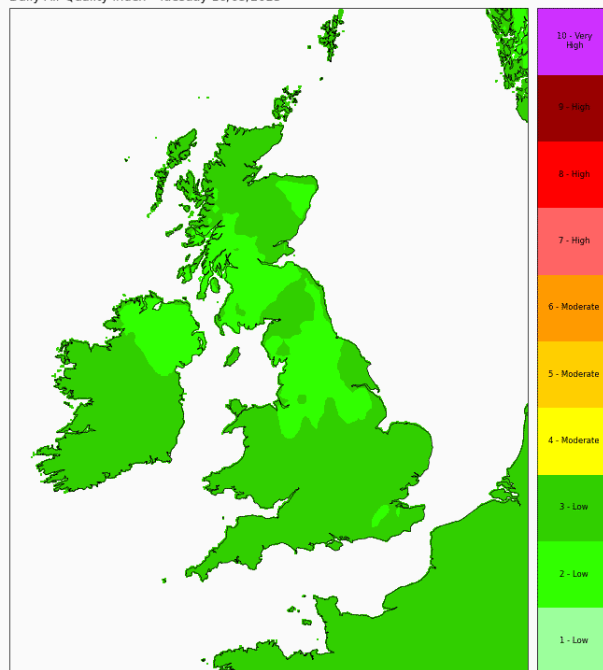 10 - Very
High
9 - High
8 - High
7 - High
6 - Moderate
5 - Moderate
4 - Moderate
3 - Low
2 - Low
1 - Low